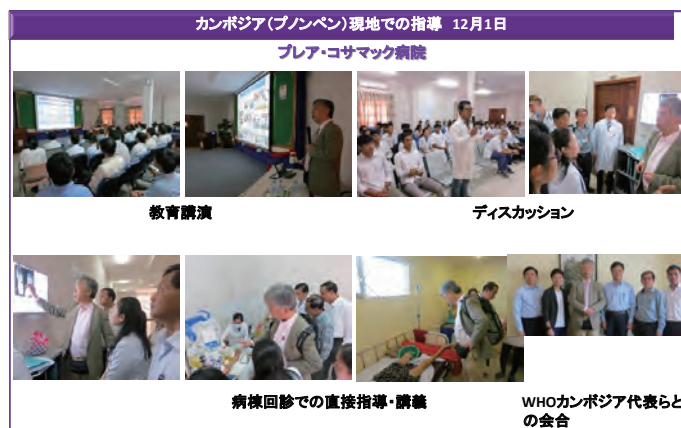 カンボジア（プノンペン）現地での指導　12月1日
プレア・コサマック病院
教育講演
ディスカッション
病棟回診での直接指導・講義
WHOカンボジア代表らと
の会合